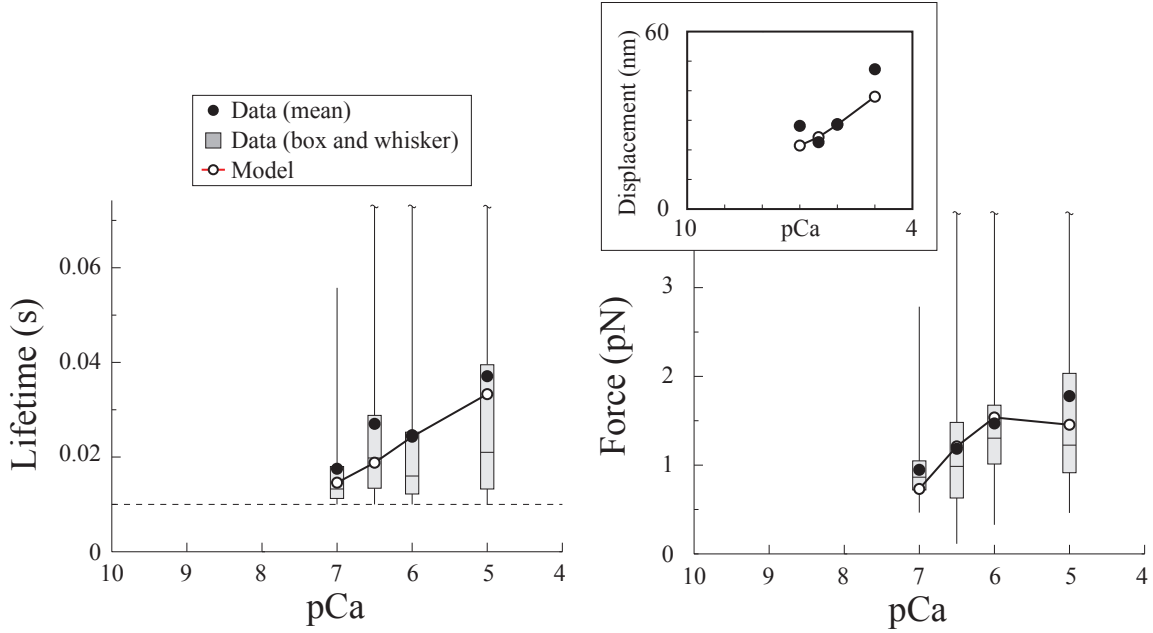 Data (mean)
Data (box and whisker)
Model
Lifetime (s)
0.06
0.04
0.02
0
10 9 8 7 6 5 4
pCa
Displacement (nm)
60
0
10 pCa 4
Force (pN)
3
2
1
0
10 9 8 7 6 5 4
pCa